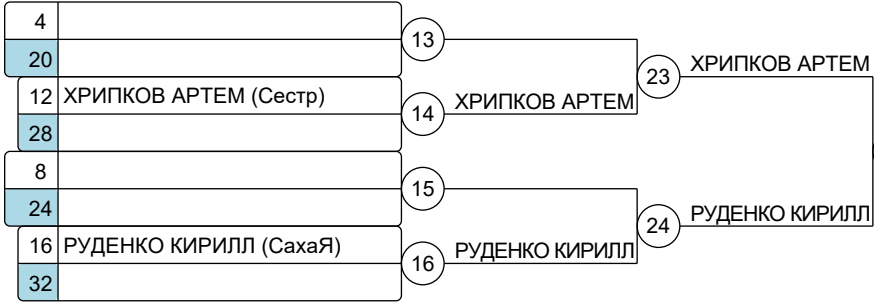 4
20
13
12 ХРИПКОВ АРТЕМ (Сестр)
28
14
ХРИПКОВ АРТЕМ
23
ХРИПКОВ АРТЕМ
8
24
15
16 РУДЕНКО КИРИЛЛ (СахаЯ)
32
16
РУДЕНКО КИРИЛЛ
24
РУДЕНКО КИРИЛЛ